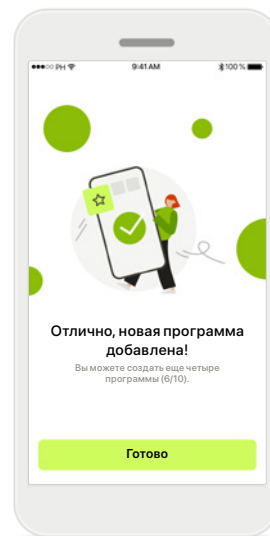 PH 9:41 AM 100 %
Отлично, новая программа
добавлена!
Вы можете создать еще четыре
программы (6/10).
Готово